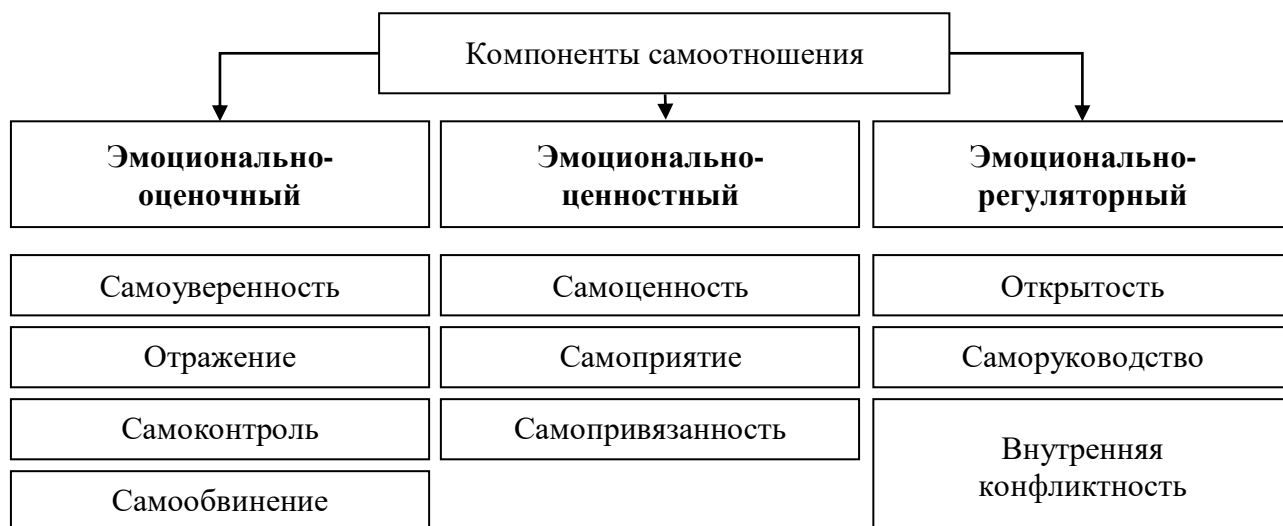 Компоненты самоотношения
Эмоционально-
оценочный
Эмоционально-
ценностный
Эмоционально-
регуляторный
Самоуверенность
Самоценность
Открытость
Отражение
Самоприятие
Саморуководство
Самоконтроль
Самопривязанность
Внутренняя
конфликтность
Самообвинение